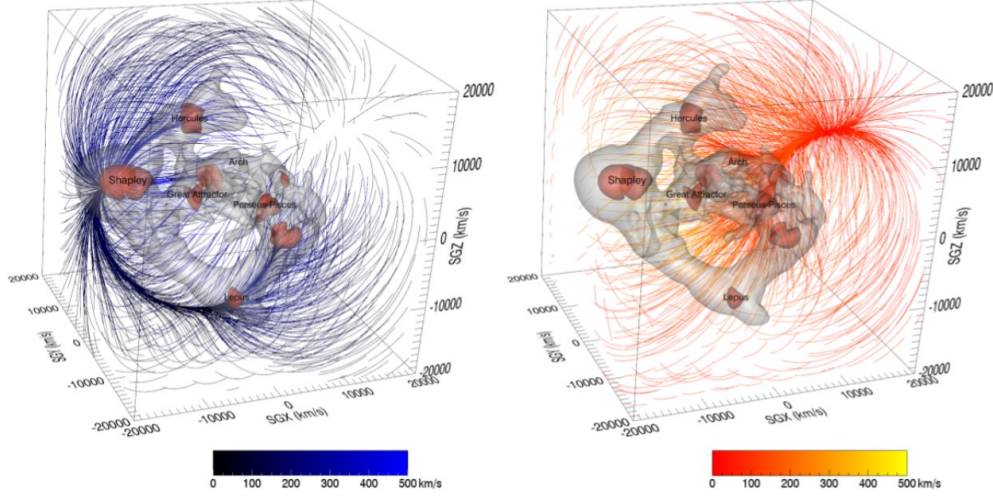 20000
10000
0
-10000
-20000
SGZ (km/s)
Hercules
Arch
Shapley
Great Attractor
Perseus-Pisces
Lepus
20000
10000
0
-10000
-20000
SGY (km/s)
-20000
-10000
0
10000
20000
SGX (km/s)
0 100 200 300 400 500 km/s
20000
10000
0
-10000
-20000
SGZ (km/s)
Hercules
Arch
Shapley
Great Attractor
Perseus-Pisces
Lepus
20000
10000
0
-10000
-20000
SGY (km/s)
-20000
-10000
0
10000
20000
SGX (km/s)
0 100 200 300 400 500 km/s